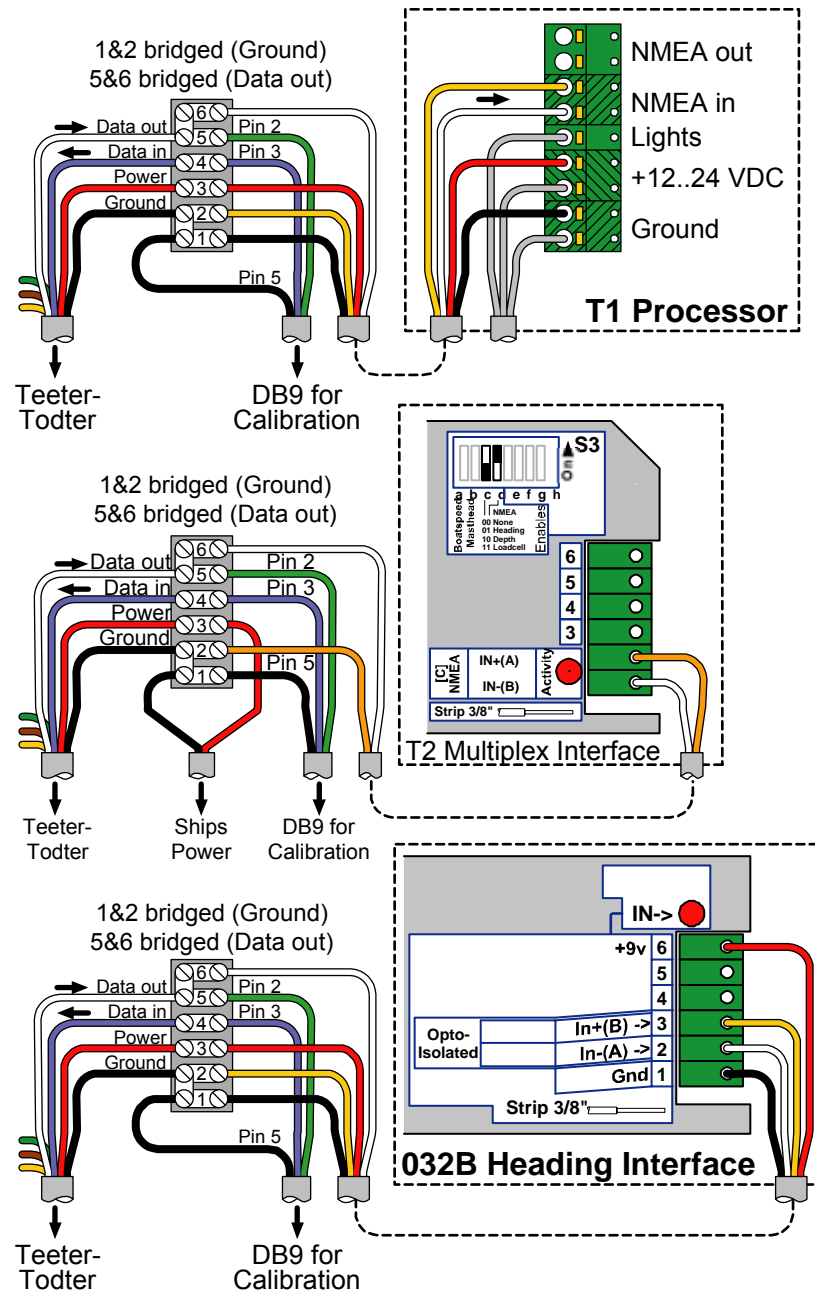 1&2 bridged (Ground)
5&6 bridged (Data out)
6
Data out
5
Pin 2
Data in
4
Pin 3
Power
3
Ground
2
1
Pin 5
Teeter-
Todter
DB9 for
Calibration
NMEA out
NMEA in
Lights
+12..24 VDC
Ground
T1 Processor
1&2 bridged (Ground)
5&6 bridged (Data out)
6
Data out
5
Pin 2
Data in
4
Pin 3
Power
3
Ground
2
Pin 5
1
Teeter-
Todter
Ships
Power
DB9 for
Calibration
S3
On
a b c d e f g h
Boatspeed
Masthead
NMEA
00 None
01 Heading
10 Depth
11 Loadcell
Enables
6
5
4
3
[C]
NMEA
IN+(A)
IN-(B)
Activity
Strip 3/8"
T2 Multiplex Interface
1&2 bridged (Ground)
5&6 bridged (Data out)
6
Data out
5
Pin 2
Data in
4
Pin 3
Power
3
Ground
2
1
Pin 5
Teeter-
Todter
DB9 for
Calibration
IN->
+9v 6
5
4
Opto-
Isolated
In+(B) -> 3
In-(A) -> 2
Gnd 1
Strip 3/8"
032B Heading Interface